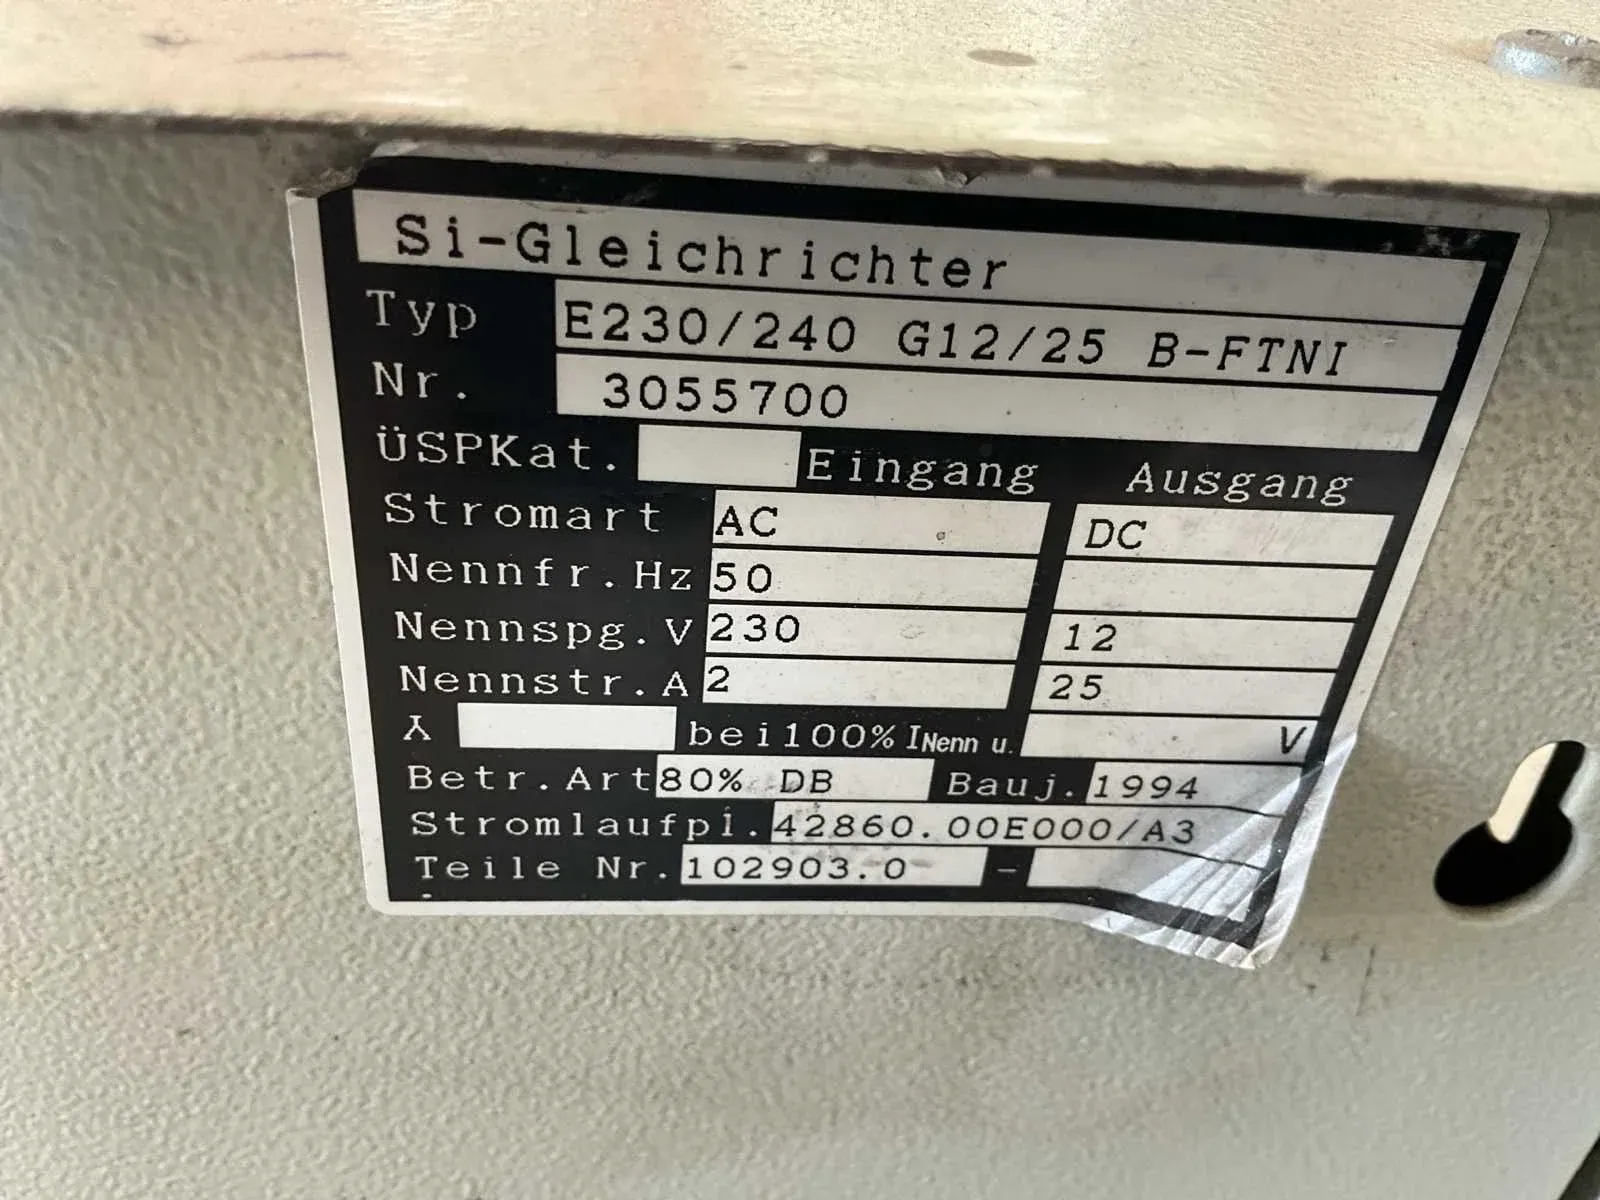 Si-Gleichrichter
Typ E230/240 G12/25 B-FTNI
Nr. 3055700
ÜSPKat. Eingang Ausgang
Stromart AC DC
Nennfr.Hz 50
Nennspg.V 230 12
Nennstr.A 2 25
bei100% INenn u. V
Betr.Art 80% DB Bauj. 1994
Stromlaufpl. 42860.00E000/A3
Teile Nr. 102903.0 -